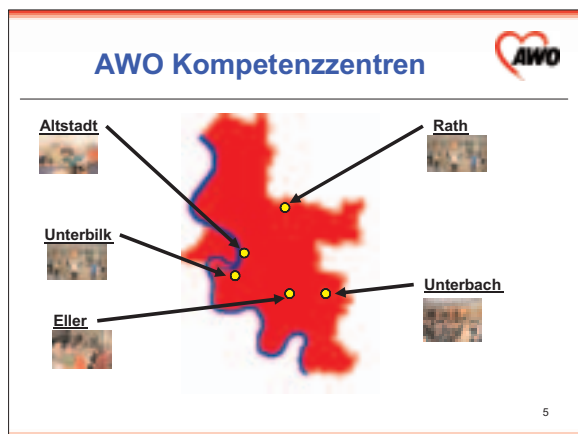 AWO Kompetenzzentren
AWO
Altstadt
Rath
Unterbilk
Unterbach
Eller
5